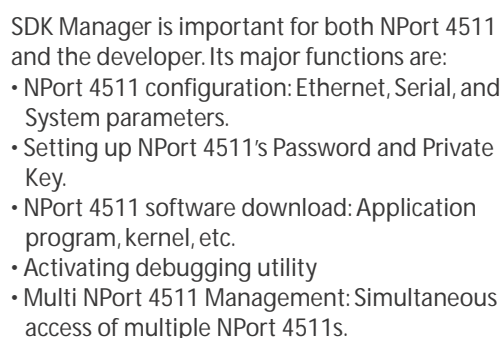 SDK Manager is important for both NPort 4511
and the developer. Its major functions are:
• NPort 4511 configuration: Ethernet, Serial, and
System parameters.
• Setting up NPort 4511's Password and Private
Key.
• NPort 4511 software download: Application
program, kernel, etc.
• Activating debugging utility
• Multi NPort 4511 Management: Simultaneous
access of multiple NPort 4511s.